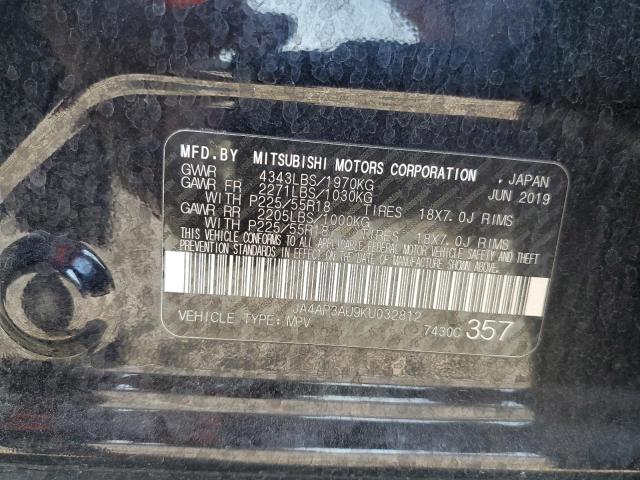 MFD.BY MITSUBISHI MOTORS CORPORATION , JAPAN
GVWR 4343LBS/1970KG JUN 2019
GAWR FR 2271LBS/1030KG
WITH P225/55R18 TIRES 18X7.0J RIMS
GAWR RR 2205LBS/1000KG
WITH P225/55R18 TIRES 18X7.0J RIMS
THIS VEHICLE CONFORMS TO ALL APPLICABLE FEDERAL MOTOR VEHICLE SAFETY AND THEFT
PREVENTION STANDARDS IN EFFECT ON THE DATE OF MANUFACTURE SHOWN ABOVE.
JA4AP3AU9KU032812
VEHICLE TYPE: MPV 7430C 357